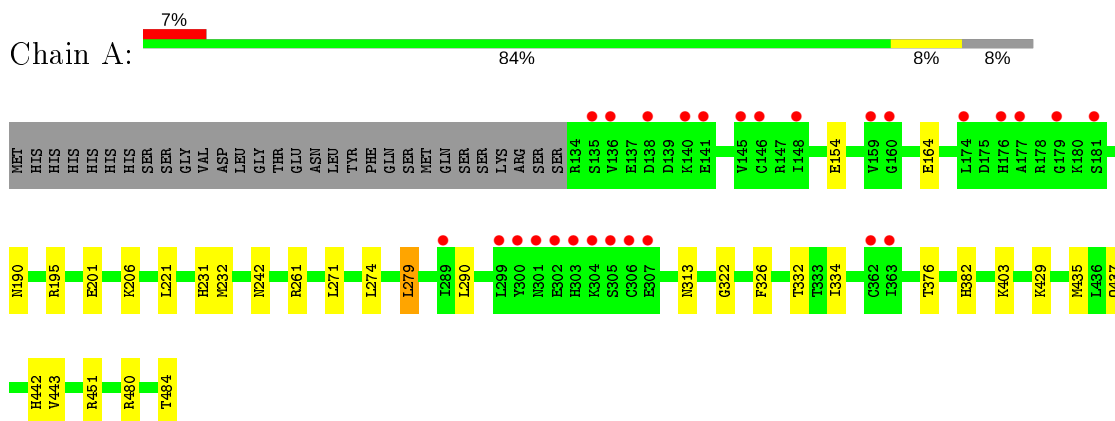 7%
Chain A:
84% 8% 8%
MET HIS HIS HIS HIS HIS HIS SER SER GLY VAL ASP LEU GLY THR GLU ASN LEU TYR PHE GLN SER MET GLN SER SER LYS ARG SER SER R134 S135 V136 E137 D138 D139 K140 E141 V145 C146 R147 I148 E154 V159 G160 E164 L174 D175 H176 A177 R178 G179 K180 S181
N190 R195 E201 K206 L221 H231 M232 N242 R261 L271 L274 L279 I289 L290 L299 Y300 N301 E302 H303 K304 S305 C306 E307 N313 G322 F326 T332 T333 I334 C362 I363 T376 H382 K403 K429 M435 L436
H442 V443 R451 R480 T484